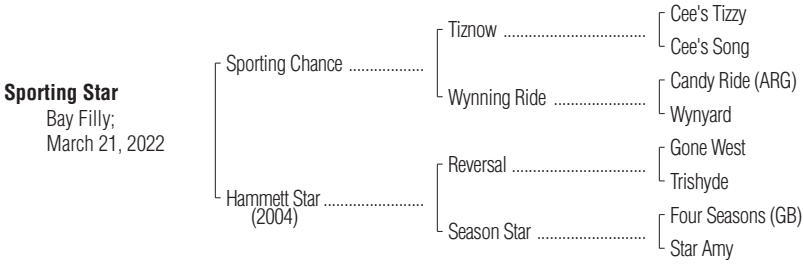 Sporting Star
Bay Filly;
March 21, 2022
Sporting Chance ..................
Hammett Star ........................
(2004)
Tiznow ..................................
Wynning Ride ......................
Reversal ................................
Season Star ..........................
Cee's Tizzy
Cee's Song
Candy Ride (ARG)
Wynyard
Gone West
Trishyde
Four Seasons (GB)
Star Amy